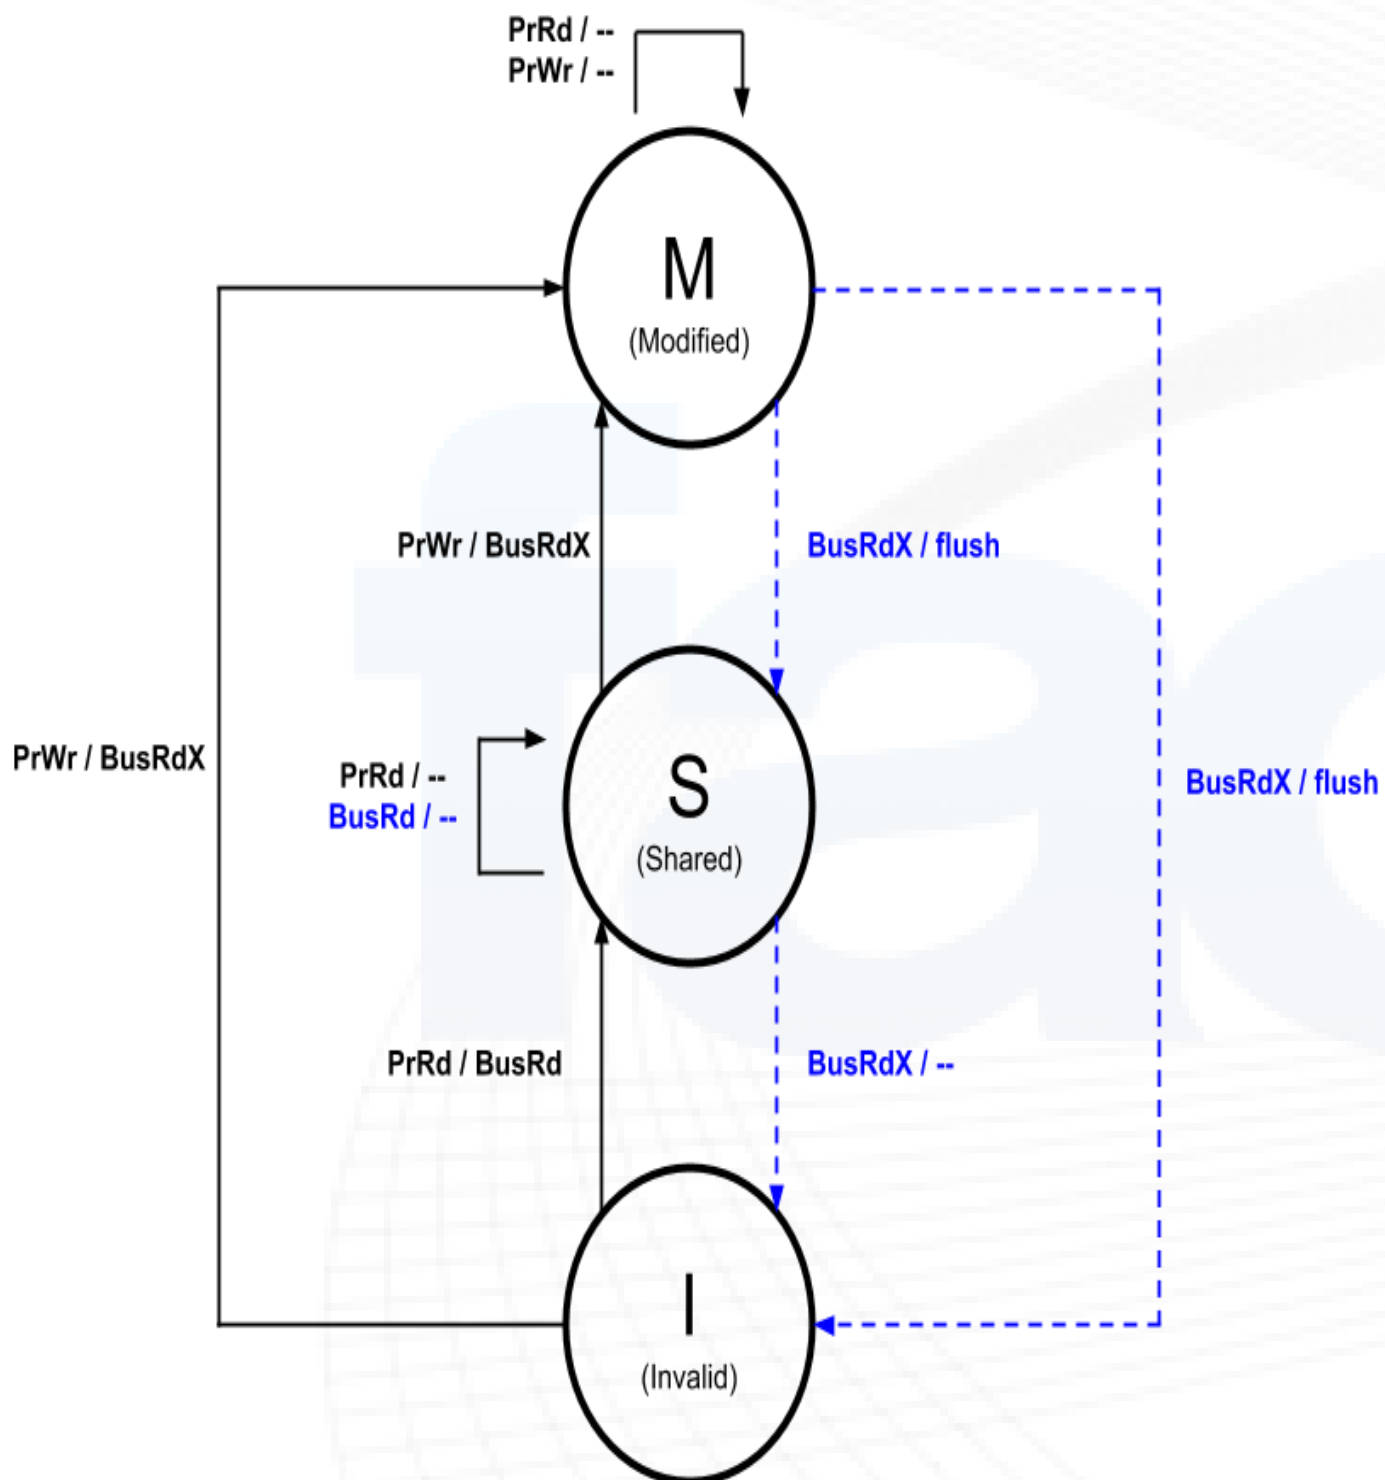 PrRd / --
PrWr / --
M
(Modified)
PrWr / BusRdX
BusRdX / flush
PrWr / BusRdX
PrRd / --
BusRd / --
S
(Shared)
BusRdX / flush
PrRd / BusRd
BusRdX / --
I
(Invalid)